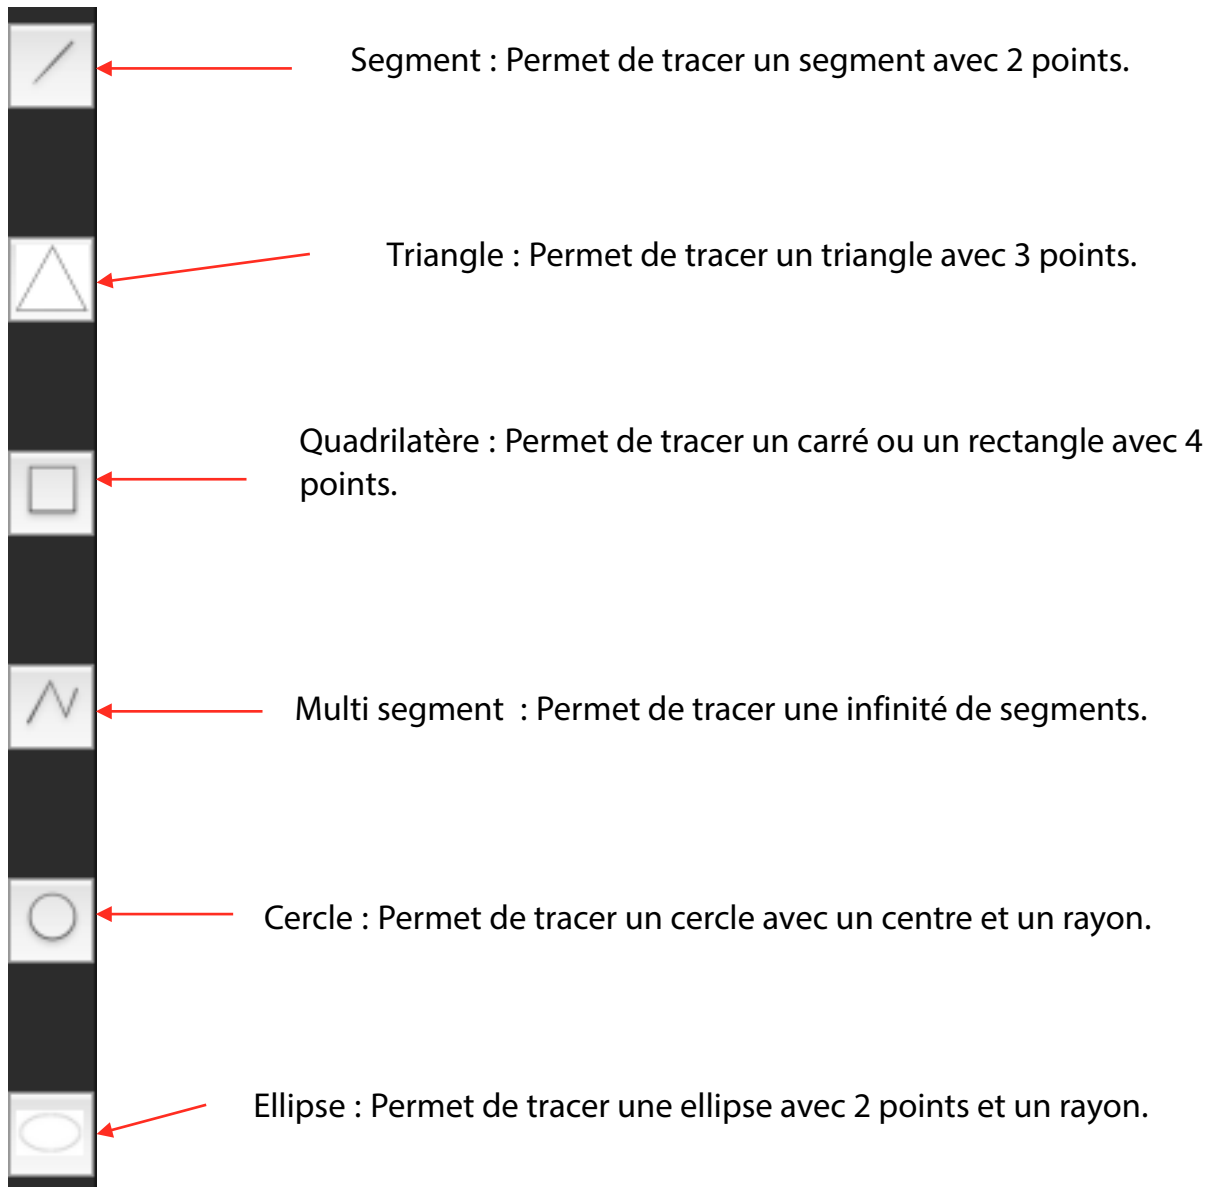 Segment : Permet de tracer un segment avec 2 points.
Triangle : Permet de tracer un triangle avec 3 points.
Quadrilatère : Permet de tracer un carré ou un rectangle avec 4
points.
Multi segment  : Permet de tracer une infinité de segments.
Cercle : Permet de tracer un cercle avec un centre et un rayon.
Ellipse : Permet de tracer une ellipse avec 2 points et un rayon.